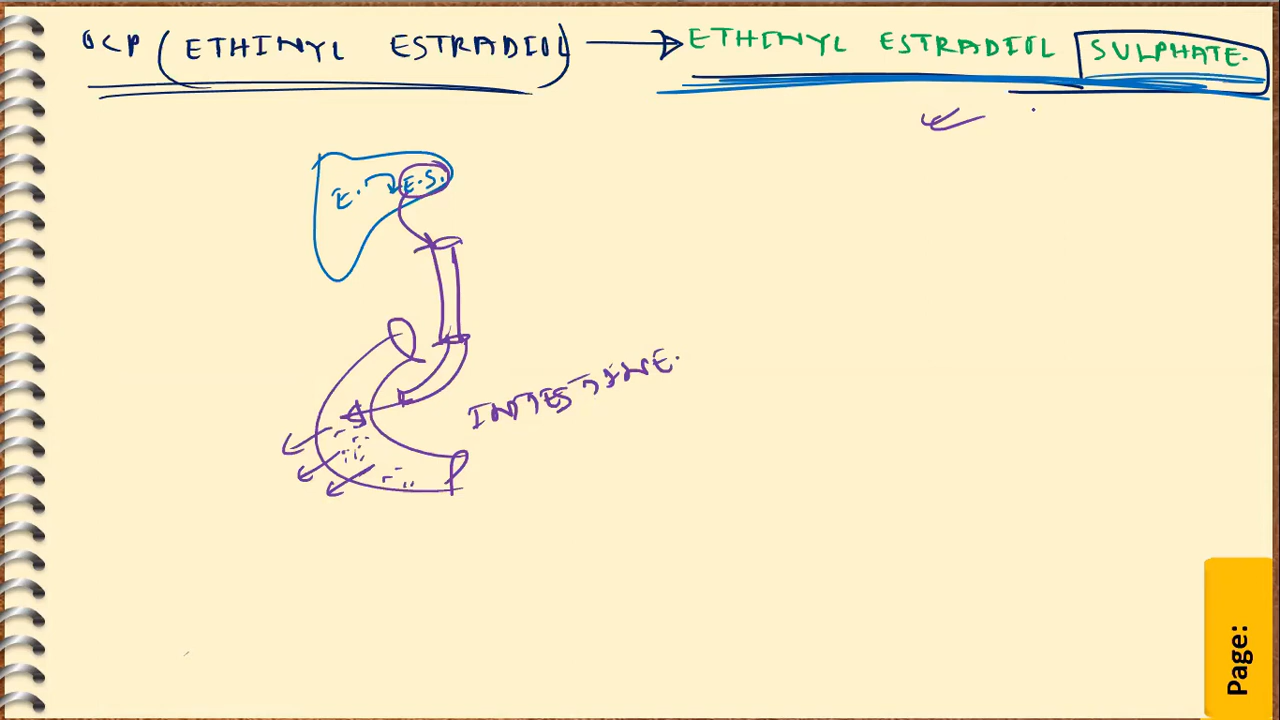 OCP (ETHINYL ESTRADIOL) → ETHINYL ESTRADIOL SULPHATE.
E. E.S.
INTESTINE.
Page: